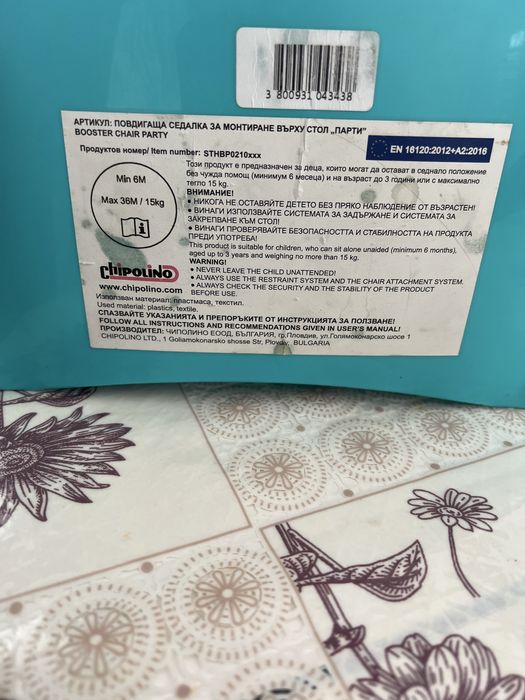 3 800931 043438
АРТИКУЛ: ПОВДИГАЩА СЕДАЛКА ЗА МОНТИРАНЕ ВЪРХУ СТОЛ „ПАРТИ"
BOOSTER CHAIR PARTY
EN 16120:2012+A2:2016
Продуктов номер/ Item number: STHBP0210xxx
Min 6M
Max 36M / 15kg
Този продукт е предназначен за деца, които могат да остават в седнало положение
без чужда помощ (минимум 6 месеца) и на възраст до 3 години или с максимално
тегло 15 kg.
ВНИМАНИЕ!
• НИКОГА НЕ ОСТАВЯЙТЕ ДЕТЕТО БЕЗ ПРЯКО НАБЛЮДЕНИЕ ОТ ВЪЗРАСТЕН!
• ВИНАГИ ИЗПОЛЗВАЙТЕ СИСТЕМАТА ЗА ЗАДЪРЖАНЕ И СИСТЕМАТА ЗА
ЗАКРЕПВАНЕ КЪМ СТОЛ!
• ВИНАГИ ПРОВЕРЯВАЙТЕ БЕЗОПАСНОСТТА И СТАБИЛНОСТТА НА ПРОДУКТА
ПРЕДИ УПОТРЕБА!
This product is suitable for children, who can sit alone unaided (minimum 6 months),
aged up to 3 years and weighing no more than 15 kg.
WARNING!
• NEVER LEAVE THE CHILD UNATTENDED!
• ALWAYS USE THE RESTRAINT SYSTEM AND THE CHAIR ATTACHMENT SYSTEM.
• ALWAYS CHECK THE SECURITY AND THE STABILITY OF THE PRODUCT
BEFORE USE.
CHIPOLINO
www.chipolino.com
Използван материал: пластмаса, текстил.
Used material: plastics, textile.
СПАЗВАЙТЕ УКАЗАНИЯТА И ПРЕПОРЪКИТЕ ОТ ИНСТРУКЦИЯТА ЗА ПОЛЗВАНЕ!
FOLLOW ALL INSTRUCTIONS AND RECOMMENDATIONS GIVEN IN USER'S MANUAL!
ПРОИЗВОДИТЕЛ: ЧИПОЛИНО ЕООД, БЪЛГАРИЯ, гр.Пловдив, ул.Голямоконарско шосе 1
CHIPOLINO LTD., 1 Goliamokonarsko shosse Str, Plovdiv, BULGARIA